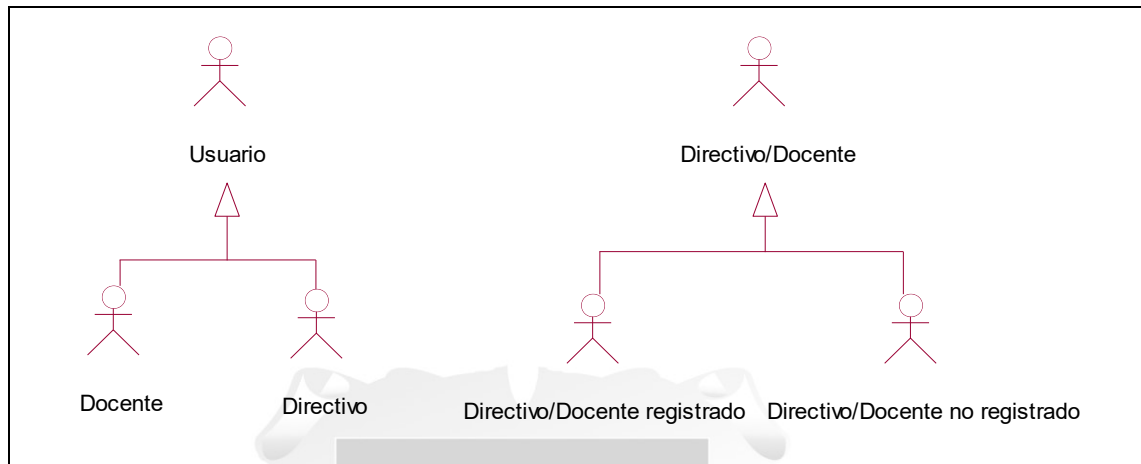 Usuario
Directivo/Docente
Docente
Directivo
Directivo/Docente registrado
Directivo/Docente no registrado